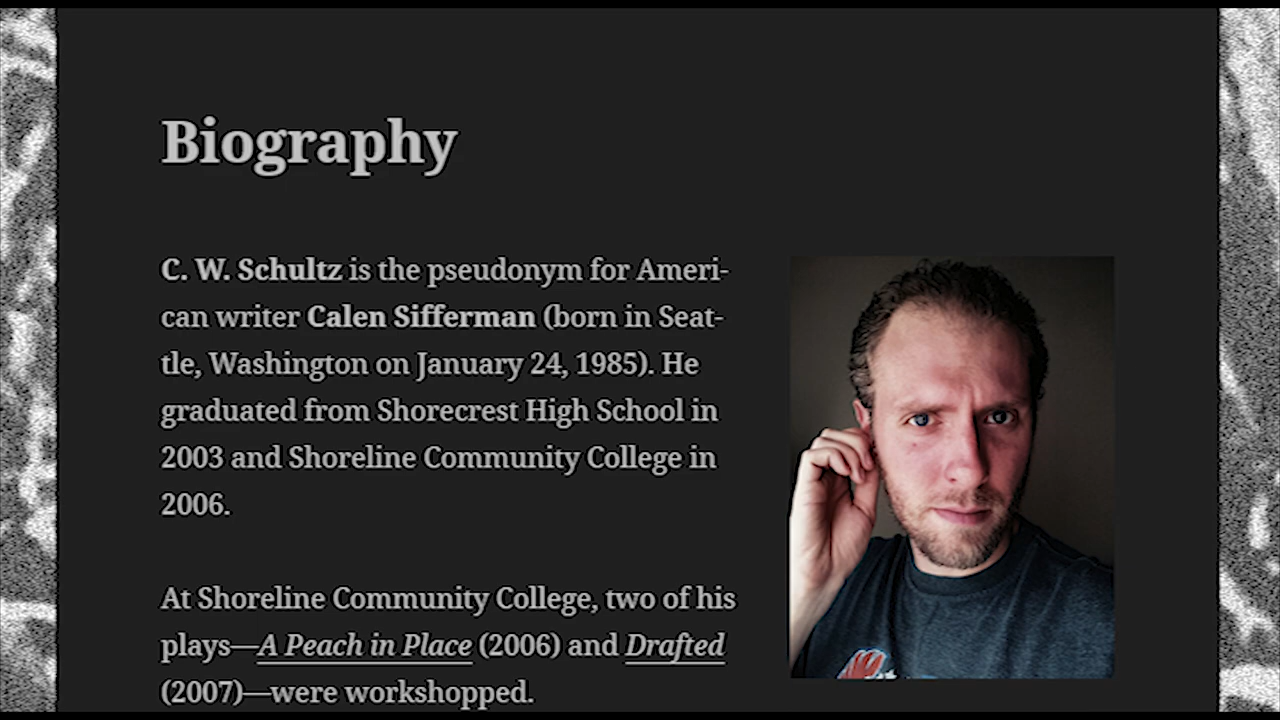 Biography
C. W. Schultz is the pseudonym for Ameri-
can writer Calen Sifferman (born in Seat-
tle, Washington on January 24, 1985). He
graduated from Shorecrest High School in
2003 and Shoreline Community College in
2006.
At Shoreline Community College, two of his
plays—A Peach in Place (2006) and Drafted
(2007)—were workshopped.